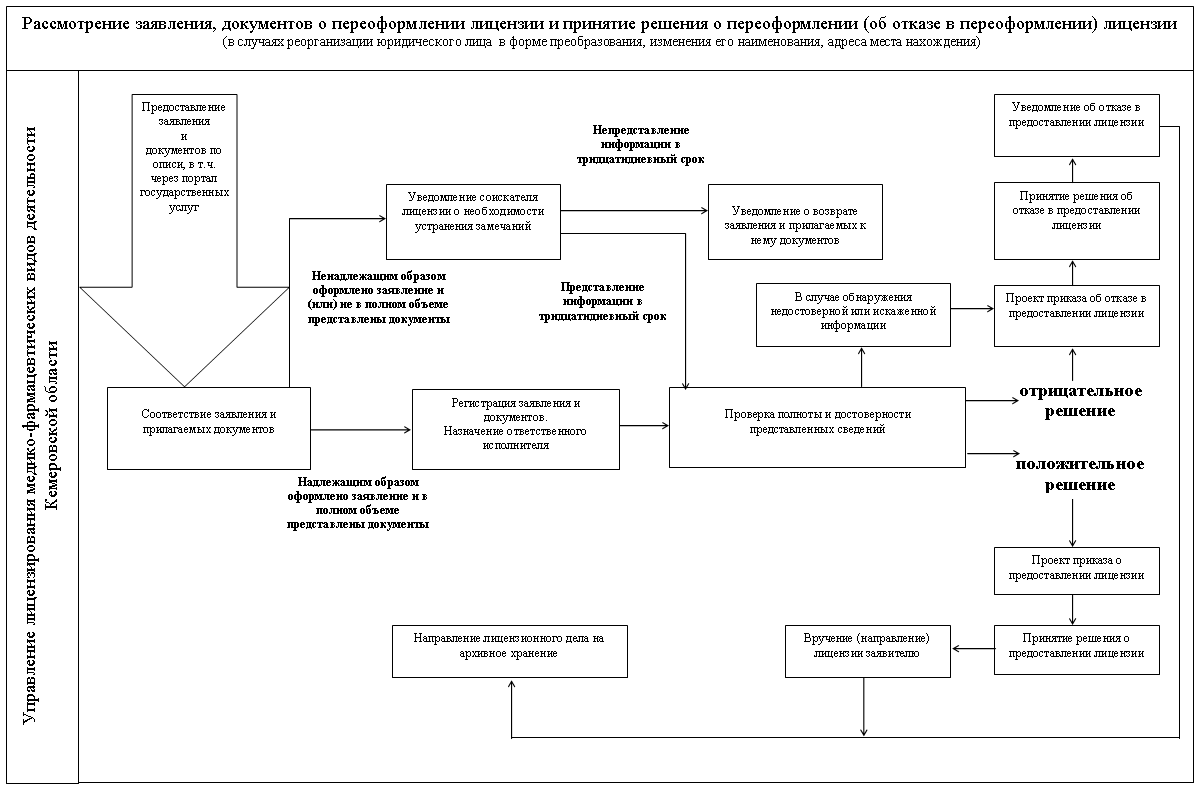 Рассмотрение заявления, документов о переоформлении лицензии и принятие решения о переоформлении (об отказе в переоформлении) лицензии
(в случаях реорганизации юридического лица в форме преобразования, изменения его наименования, адреса места нахождения)
Управление лицензирования медико-фармацевтических видов деятельности
Кемеровской области
Предоставление
заявления
и
документов по
описи, в т.ч.
через портал
государственных
услуг
Непредставление
информации в
тридцатидневный срок
Уведомление об отказе в
предоставлении лицензии
Уведомление соискателя
лицензии о необходимости
устранения замечаний
Уведомление о возврате
заявления и прилагаемых к
нему документов
Принятие решения об
отказе в предоставлении
лицензии
Ненадлежащим образом
оформлено заявление и
(или) не в полном объеме
представлены документы
Представление
информации в
тридцатидневный срок
В случае обнаружения
недостоверной или искаженной
информации
Проект приказа об отказе в
предоставлении лицензии
Соответствие заявления и
прилагаемых документов
Регистрация заявления и
документов.
Назначение ответственного
исполнителя
Проверка полноты и достоверности
представленных сведений
отрицательное
решение
положительное
решение
Надлежащим образом
оформлено заявление и в
полном объеме
представлены документы
Проект приказа о
предоставлении лицензии
Направление лицензионного дела на
архивное хранение
Вручение (направление)
лицензии заявителю
Принятие решения о
предоставлении лицензии